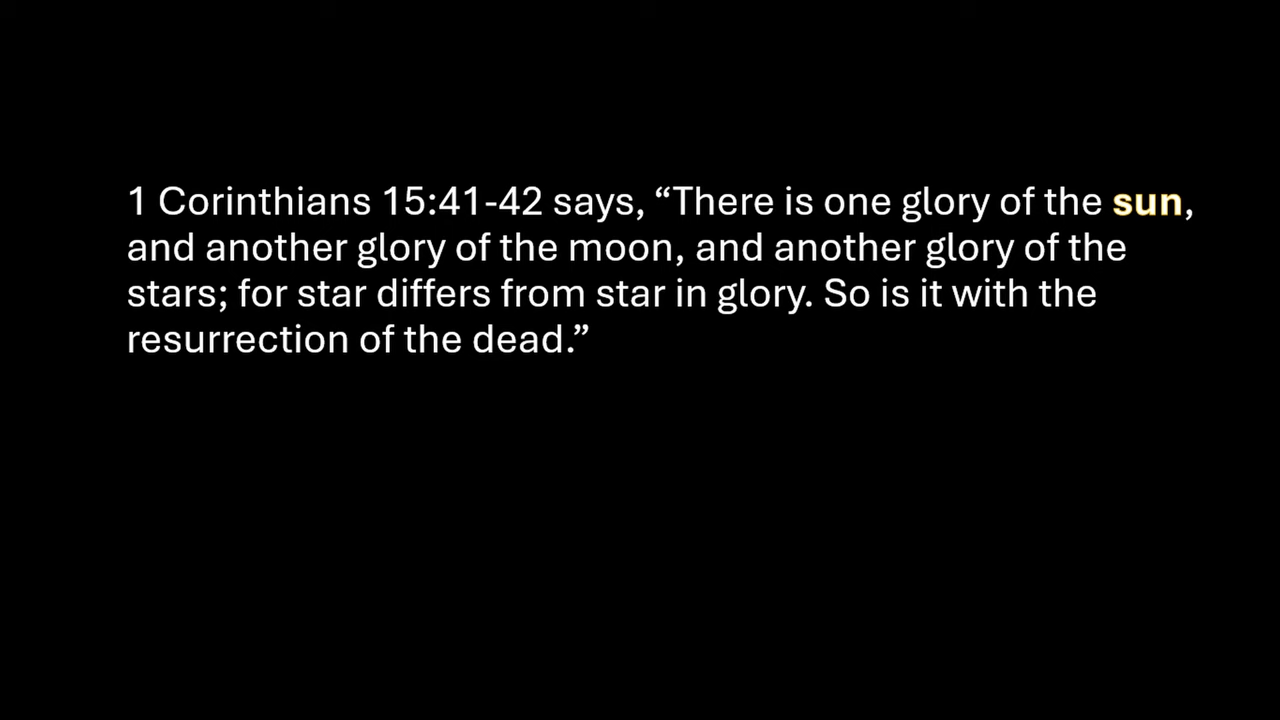 1 Corinthians 15:41-42 says, “There is one glory of the sun,
and another glory of the moon, and another glory of the
stars; for star differs from star in glory. So is it with the
resurrection of the dead.”